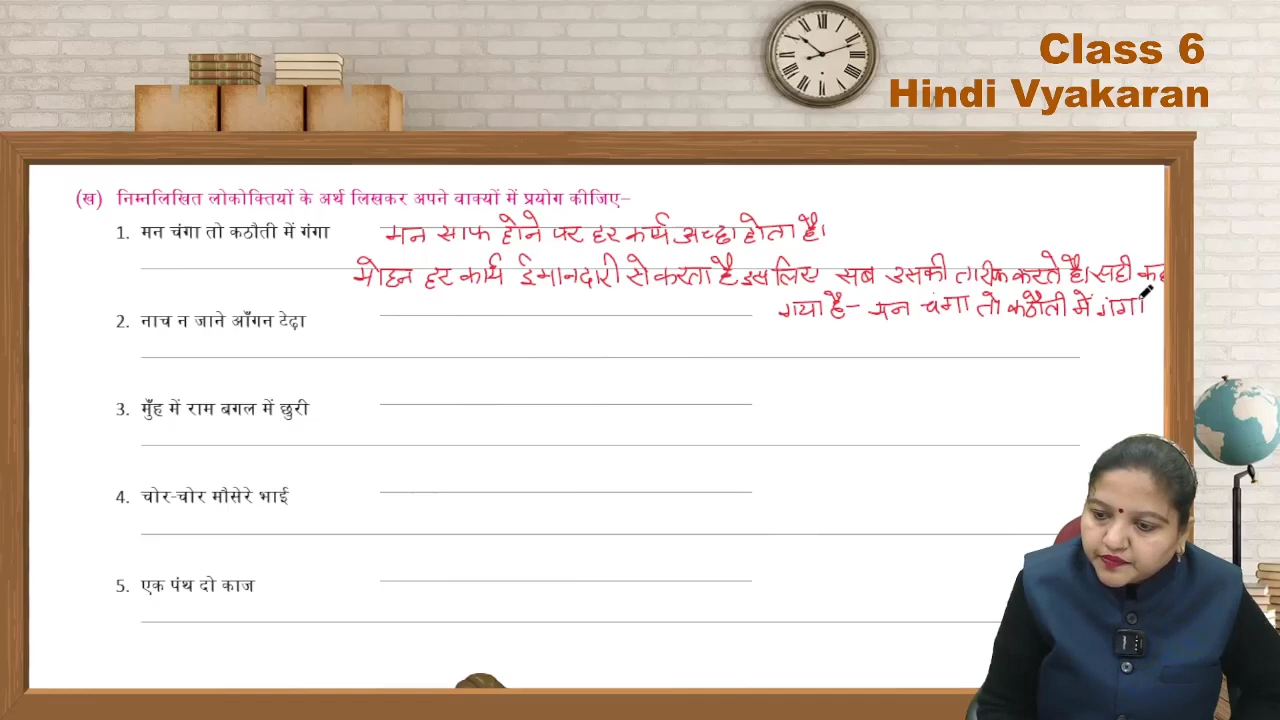 Class 6
Hindi Vyakaran
(ख) निम्नलिखित लोकोक्तियों के अर्थ लिखकर अपने वाक्यों में प्रयोग कीजिए–
1. मन चंगा तो कठौती में गंगा मन साफ होने पर हर कार्य अच्छा होता है।
मोहन हर कार्य ईमानदारी से करता है इसलिए सब उसकी तारीफ करते है। सही कहा
गया है– मन चंगा तो कठौती में गंगा
2. नाच न जाने आँगन टेढ़ा
3. मुँह में राम बगल में छुरी
4. चोर-चोर मौसेरे भाई
5. एक पंथ दो काज